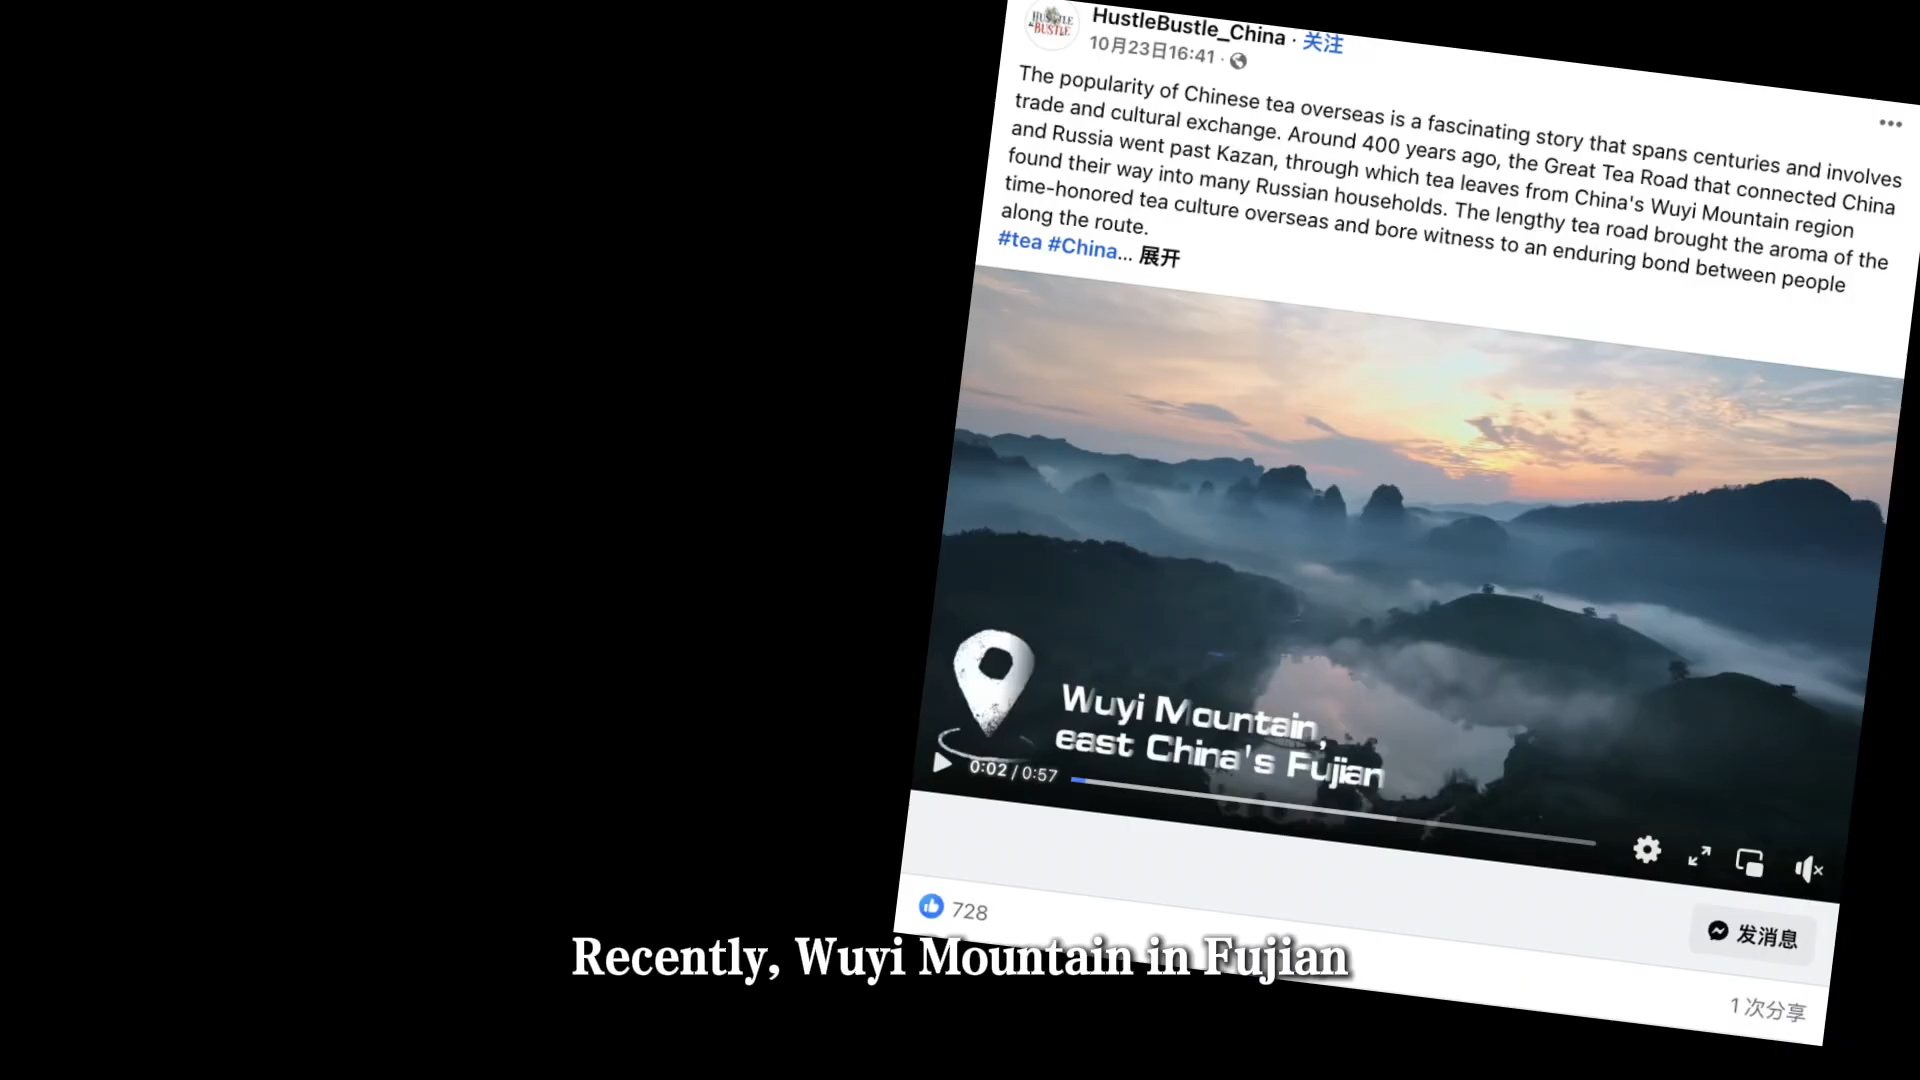 HUSTLE
&BUSTLE
HustleBustle_China · 关注
10月23日16:41 ·
The popularity of Chinese tea overseas is a fascinating story that spans centuries and involves
trade and cultural exchange. Around 400 years ago, the Great Tea Road that connected China
and Russia went past Kazan, through which tea leaves from China's Wuyi Mountain region
found their way into many Russian households. The lengthy tea road brought the aroma of the
time-honored tea culture overseas and bore witness to an enduring bond between people
along the route.
#tea #China... 展开
Wuyi Mountain,
east China's Fujian
0:02 / 0:57
728
发消息
Recently, Wuyi Mountain in Fujian
1 次分享